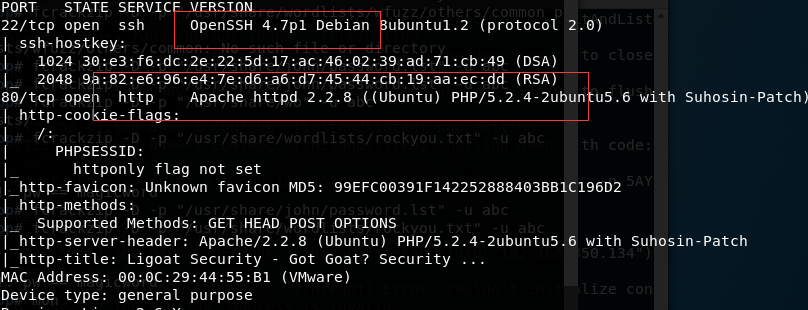 PORT STATE SERVICE VERSION
22/tcp open ssh OpenSSH 4.7p1 Debian 8ubuntu1.2 (protocol 2.0)
| ssh-hostkey:
| 1024 30:e3:f6:dc:2e:22:5d:17:ac:46:02:39:ad:71:cb:49 (DSA)
|_ 2048 9a:82:e6:96:e4:7e:d6:a6:d7:45:44:cb:19:aa:ec:dd (RSA)
80/tcp open http Apache httpd 2.2.8 ((Ubuntu) PHP/5.2.4-2ubuntu5.6 with Suhosin-Patch)
| http-cookie-flags:
| /:
| PHPSESSID:
|_ httponly flag not set
|_http-favicon: Unknown favicon MD5: 99EFC00391F142252888403BB1C196D2
| http-methods:
|_ Supported Methods: GET HEAD POST OPTIONS
|_http-server-header: Apache/2.2.8 (Ubuntu) PHP/5.2.4-2ubuntu5.6 with Suhosin-Patch
|_http-title: Ligoat Security - Got Goat? Security ...
MAC Address: 00:0C:29:44:55:B1 (VMware)
Device type: general purpose